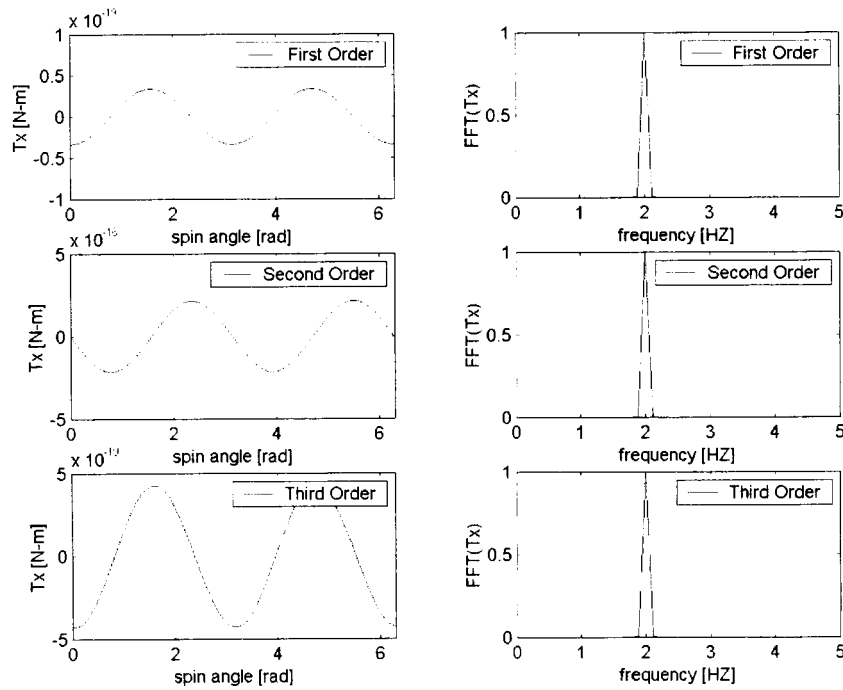 x 10⁻¹⁹
1
0.5
0
-0.5
-1
Tx [N-m]
First Order
0 2 4 6
spin angle [rad]
1
0.5
0
FFT(Tx)
First Order
0 1 2 3 4 5
frequency [HZ]
5
0
-5
Tx [N-m]
Second Order
0 2 4 6
spin angle [rad]
1
0.5
0
FFT(Tx)
Second Order
0 1 2 3 4 5
frequency [HZ]
5
0
-5
Tx [N-m]
Third Order
0 2 4 6
spin angle [rad]
1
0.5
0
FFT(Tx)
Third Order
0 1 2 3 4 5
frequency [HZ]